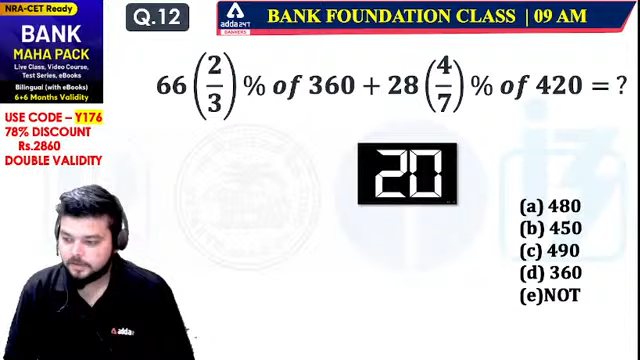 NRA-CET Ready
BANK
MAHA PACK
Live Class, Video Course,
Test Series, eBooks
Bilingual (with eBooks)
6+6 Months Validity
USE CODE – Y176
78% DISCOUNT
Rs.2860
DOUBLE VALIDITY
Q.12
adda247
BANK FOUNDATION CLASS | 09 AM
66 (2/3) % of 360 + 28 (4/7) % of 420 = ?
20
(a) 480
(b) 450
(c) 490
(d) 360
(e)NOT
adda